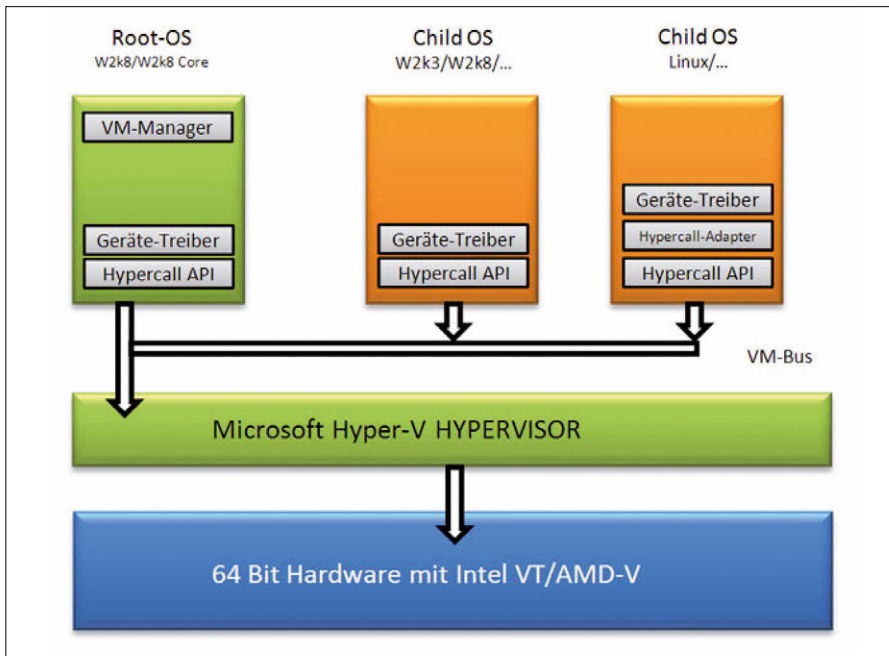 Root-OS
W2k8/W2k8 Core
Child OS
W2k3/W2k8/...
Child OS
Linux/...
VM-Manager
Geräte-Treiber
Hypercall API
Geräte-Treiber
Hypercall API
Geräte-Treiber
Hypercall-Adapter
Hypercall API
VM-Bus
Microsoft Hyper-V HYPERVISOR
64 Bit Hardware mit Intel VT/AMD-V